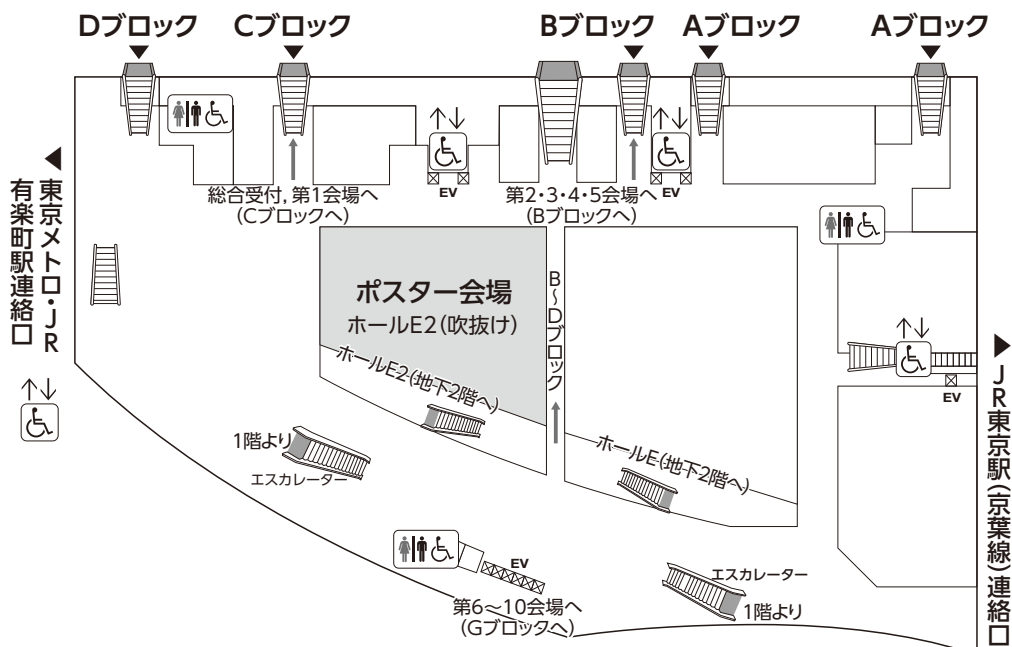 Dブロック
Cブロック
Bブロック
Aブロック
Aブロック
EV
EV
総合受付, 第1会場へ
(Cブロックへ)
第2・3・4・5会場へ
(Bブロックへ)
東京メトロ・JR
有楽町駅連絡口
ポスター会場
ホールE2(吹抜け)
B～Dブロック
ホールE2(地下2階へ)
EV
JR東京駅(京葉線)連絡口
1階より
エスカレーター
ホールE(地下2階へ)
EV
エスカレーター
1階より
第6～10会場へ
(Gブロックへ)